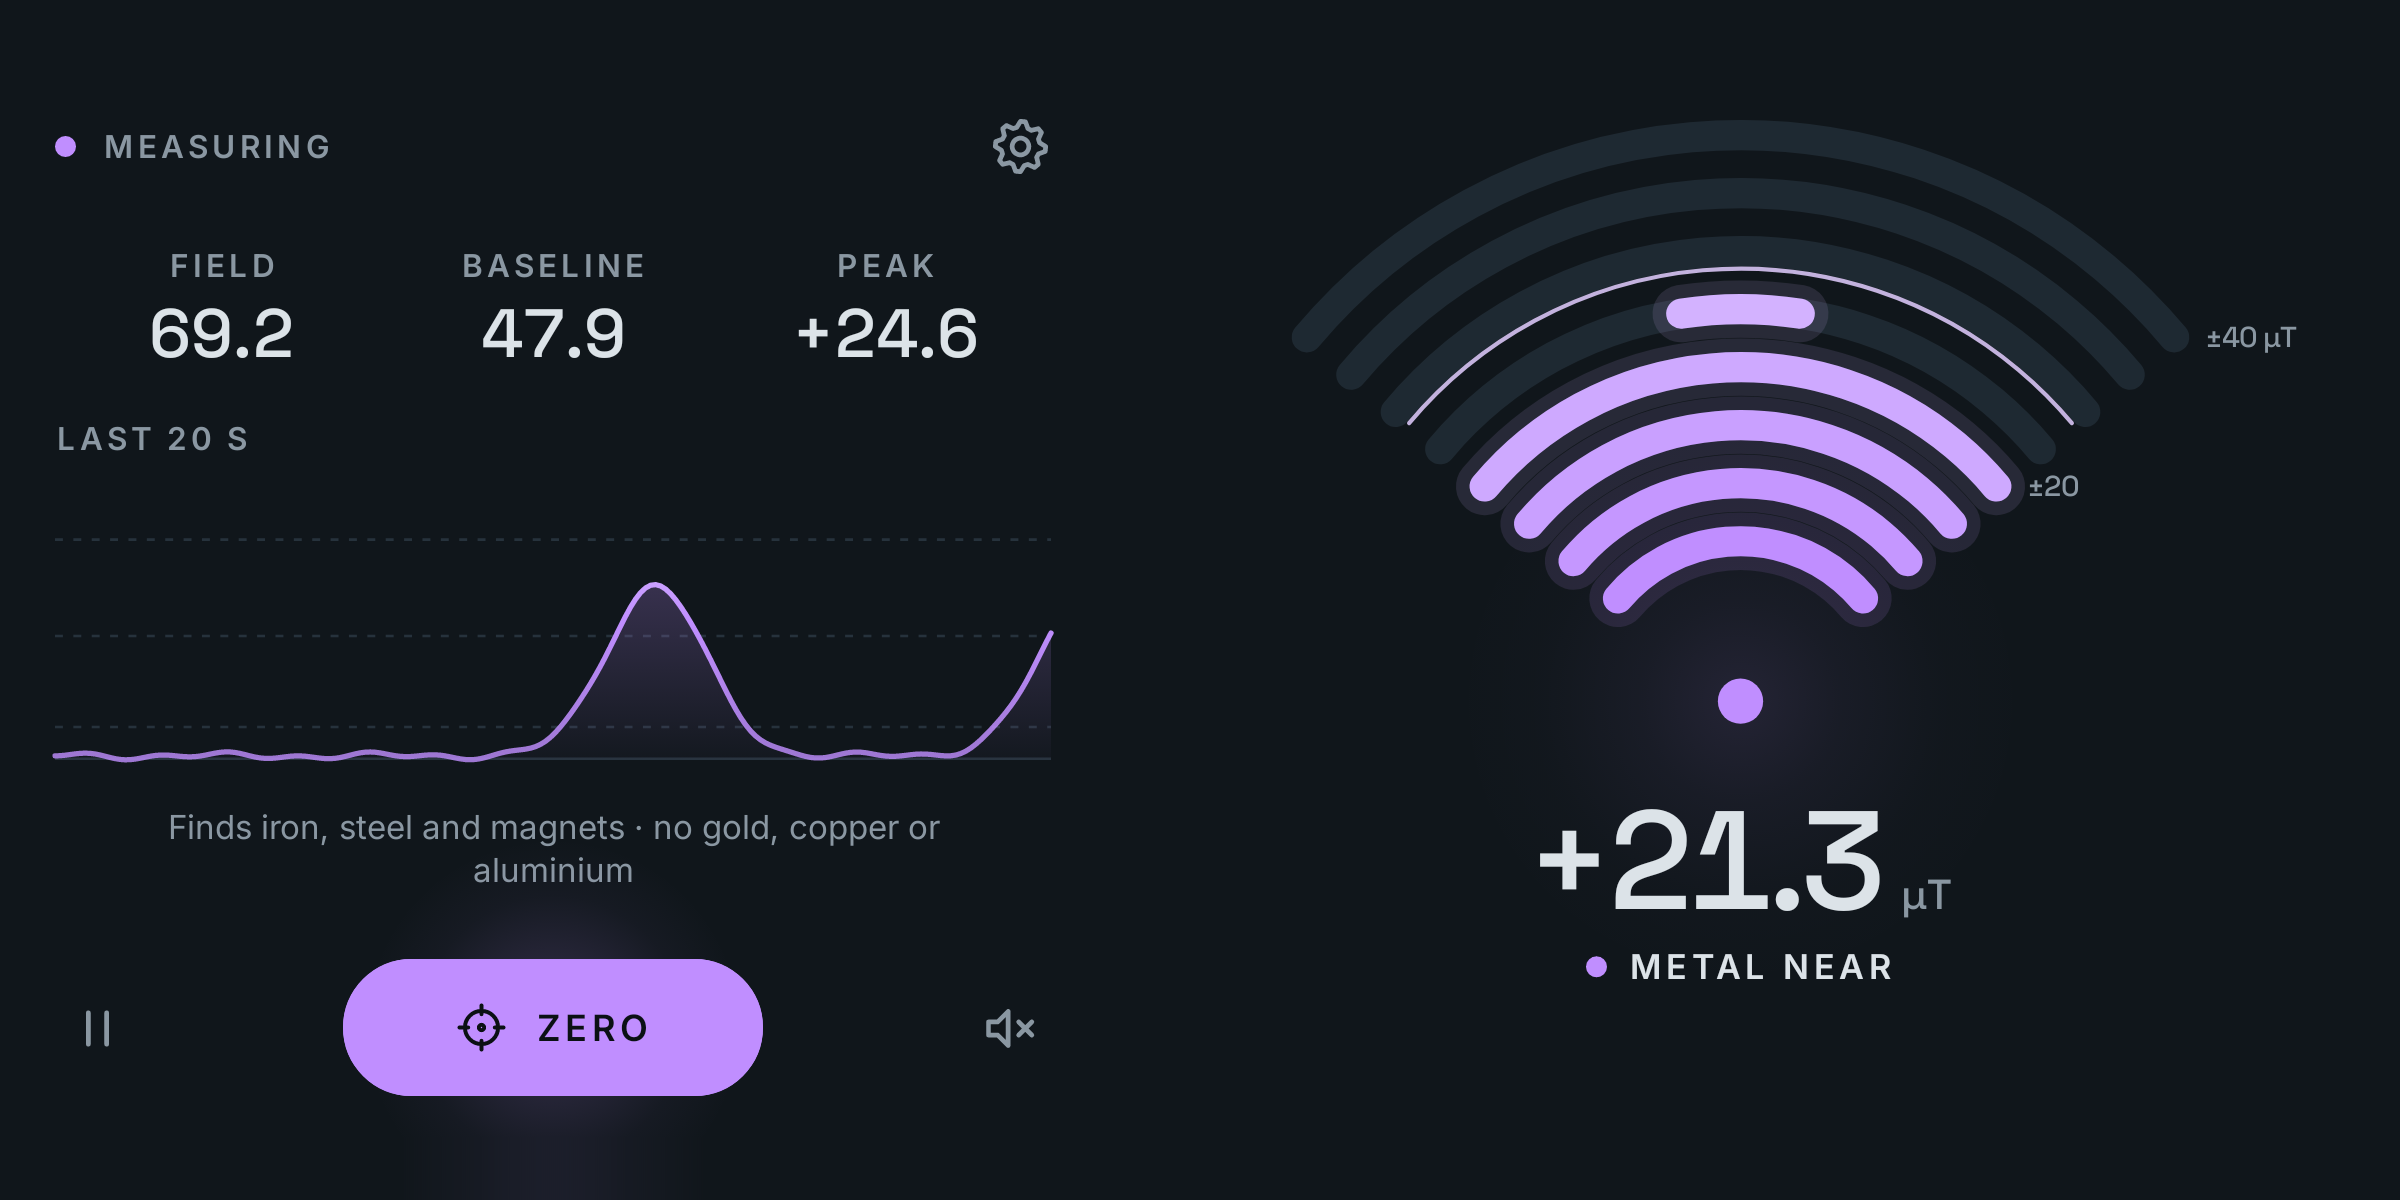 MEASURING
FIELD
BASELINE
PEAK
69.2
47.9
+24.6
LAST 20 S
Finds iron, steel and magnets · no gold, copper or
aluminium
ZERO
±40 µT
±20
+21.3 µT
METAL NEAR